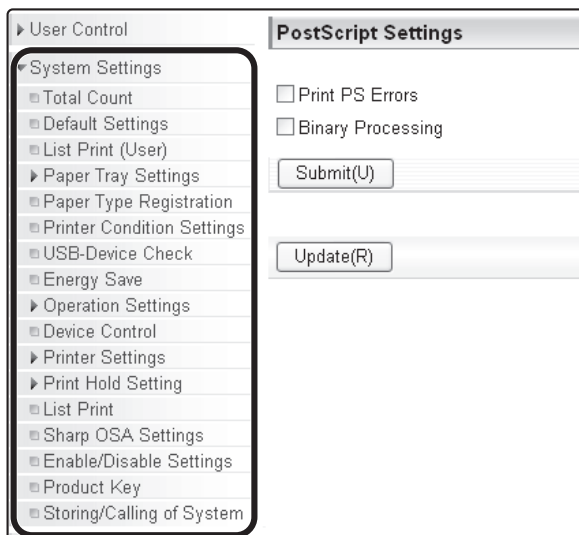 User Control
System Settings
Total Count
Default Settings
List Print (User)
Paper Tray Settings
Paper Type Registration
Printer Condition Settings
USB-Device Check
Energy Save
Operation Settings
Device Control
Printer Settings
Print Hold Setting
List Print
Sharp OSA Settings
Enable/Disable Settings
Product Key
Storing/Calling of System
PostScript Settings
Print PS Errors
Binary Processing
Submit(U)
Update(R)